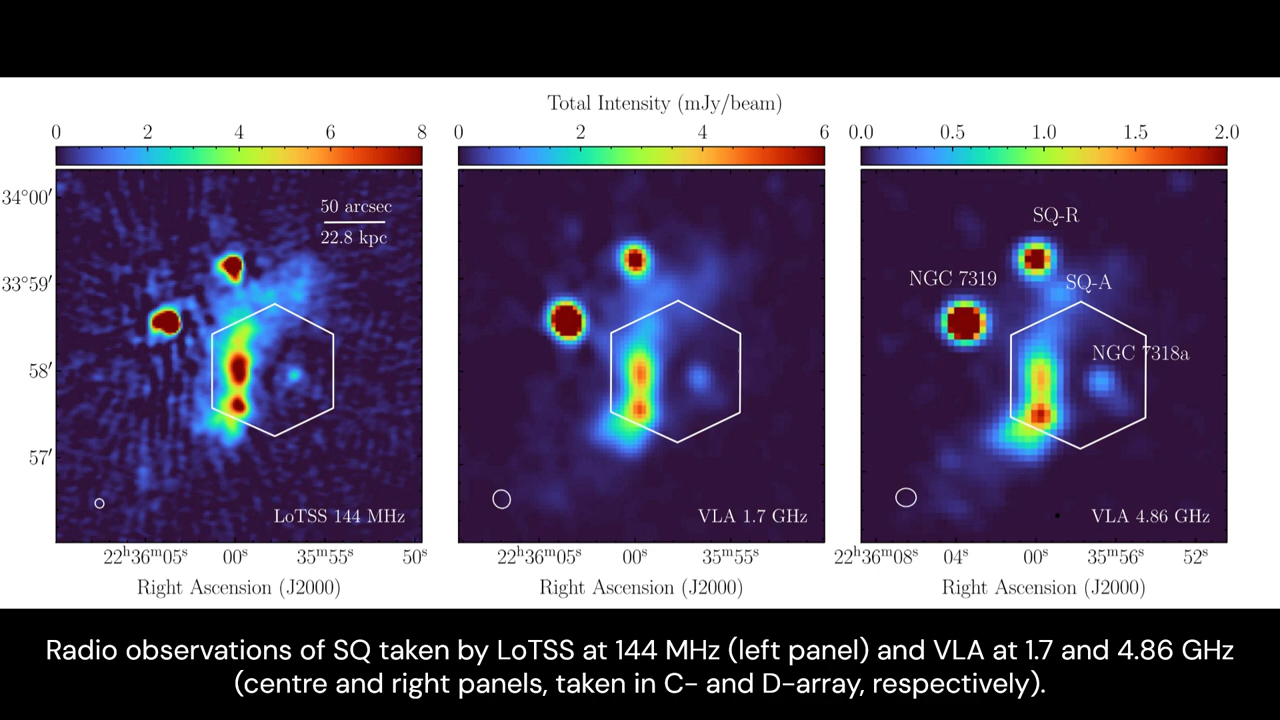 Total Intensity (mJy/beam)
0 2 4 6 8
0 2 4 6
0.0 0.5 1.0 1.5 2.0
34°00′
33°59′
58′
57′
50 arcsec
22.8 kpc
LoTSS 144 MHz
VLA 1.7 GHz
SQ-R
NGC 7319
SQ-A
NGC 7318a
VLA 4.86 GHz
22ʰ36ᵐ05ˢ 00ˢ 35ᵐ55ˢ 50ˢ
22ʰ36ᵐ05ˢ 00ˢ 35ᵐ55ˢ
22ʰ36ᵐ08ˢ 04ˢ 00ˢ 35ᵐ56ˢ 52ˢ
Right Ascension (J2000)
Right Ascension (J2000)
Right Ascension (J2000)
Radio observations of SQ taken by LoTSS at 144 MHz (left panel) and VLA at 1.7 and 4.86 GHz
(centre and right panels, taken in C- and D-array, respectively).